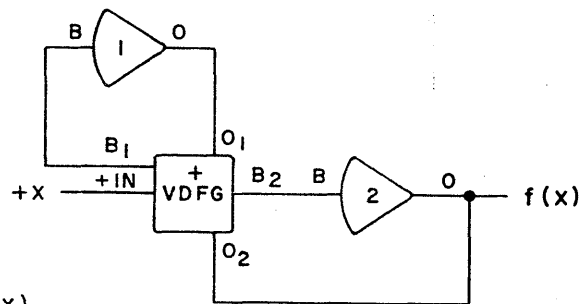 B 1 O
B₁ O₁
+X +IN + B₂ B 2 O f(x)
VDFG
O₂
x)